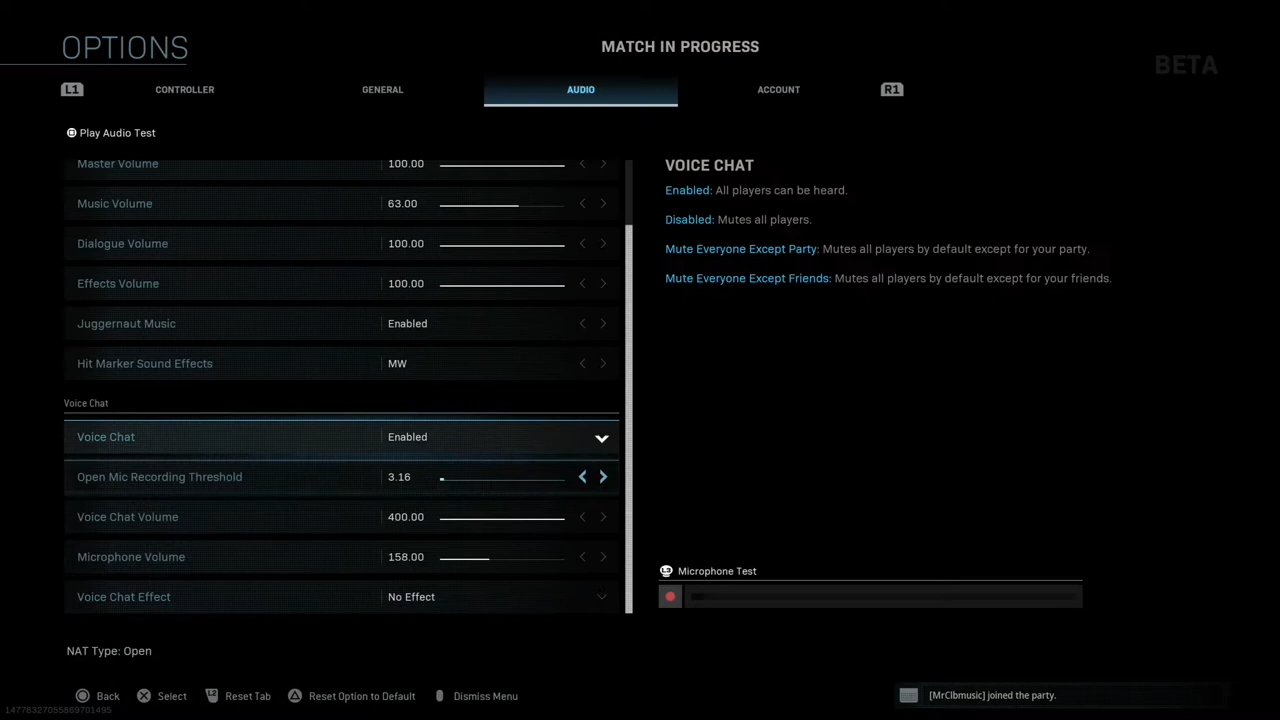 OPTIONS
MATCH IN PROGRESS
BETA
L1 CONTROLLER GENERAL AUDIO ACCOUNT R1
Play Audio Test
Master Volume 100.00
Music Volume 63.00
Dialogue Volume 100.00
Effects Volume 100.00
Juggernaut Music Enabled
Hit Marker Sound Effects MW
Voice Chat
Voice Chat Enabled
Open Mic Recording Threshold 3.16
Voice Chat Volume 400.00
Microphone Volume 158.00
Voice Chat Effect No Effect
VOICE CHAT
Enabled: All players can be heard.
Disabled: Mutes all players.
Mute Everyone Except Party: Mutes all players by default except for your party.
Mute Everyone Except Friends: Mutes all players by default except for your friends.
L3 Microphone Test
NAT Type: Open
Back Select L2 Reset Tab Reset Option to Default Dismiss Menu
14778327055869701495
[MrClbmusic] joined the party.